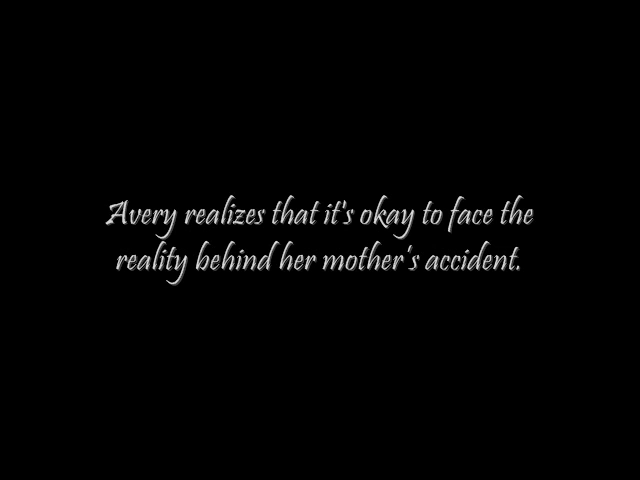 Avery realizes that it's okay to face the
reality behind her mother's accident.